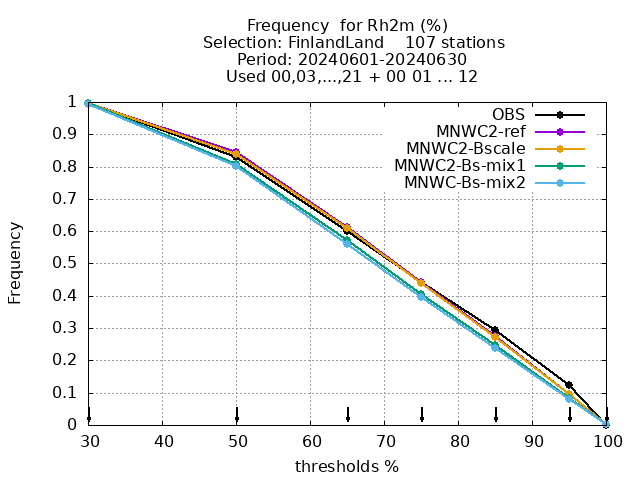 Frequency  for Rh2m (%)
Selection: FinlandLand    107 stations
Period: 20240601-20240630
Used 00,03,...,21 + 00 01 ... 12
OBS
MNWC2-ref
MNWC2-Bscale
MNWC2-Bs-mix1
MNWC-Bs-mix2
1
0.9
0.8
0.7
0.6
0.5
0.4
0.3
0.2
0.1
0
Frequency
30 40 50 60 70 80 90 100
thresholds %